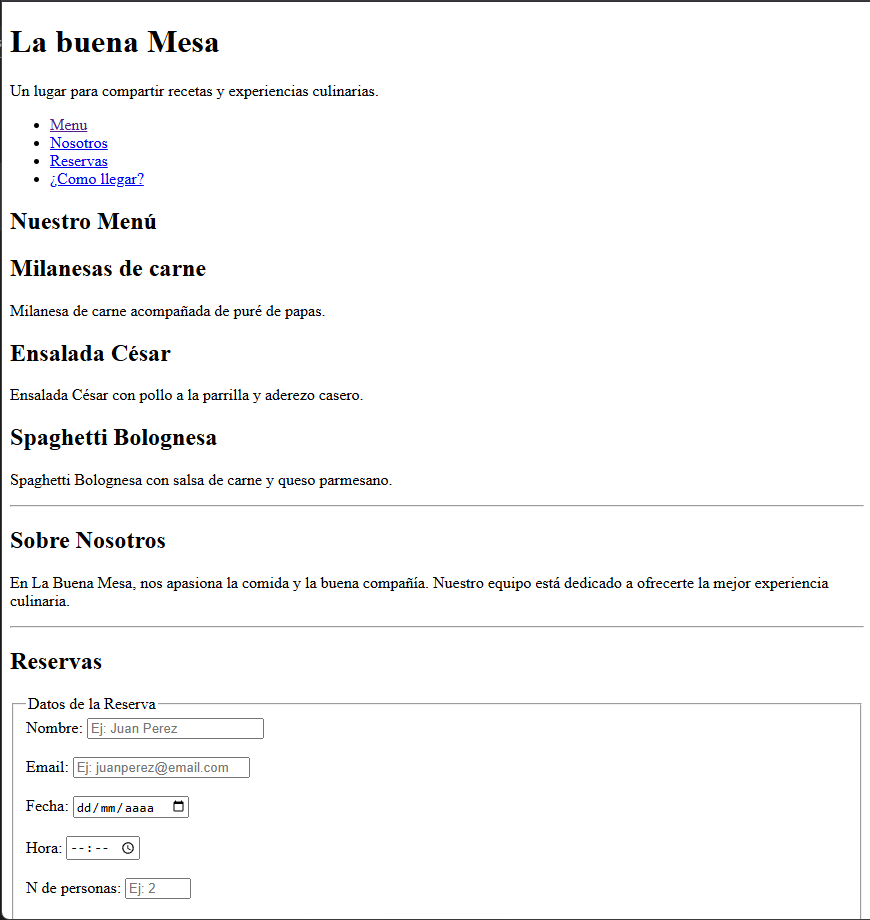 La buena Mesa
Un lugar para compartir recetas y experiencias culinarias.
Menu
Nosotros
Reservas
¿Como llegar?
Nuestro Menú
Milanesas de carne
Milanesa de carne acompañada de puré de papas.
Ensalada César
Ensalada César con pollo a la parrilla y aderezo casero.
Spaghetti Bolognesa
Spaghetti Bolognesa con salsa de carne y queso parmesano.
Sobre Nosotros
En La Buena Mesa, nos apasiona la comida y la buena compañía. Nuestro equipo está dedicado a ofrecerte la mejor experiencia
culinaria.
Reservas
Datos de la Reserva
Nombre: Ej: Juan Perez
Email: Ej: juanperez@email.com
Fecha: dd/mm/aaaa
Hora: --:--
N de personas: Ej: 2